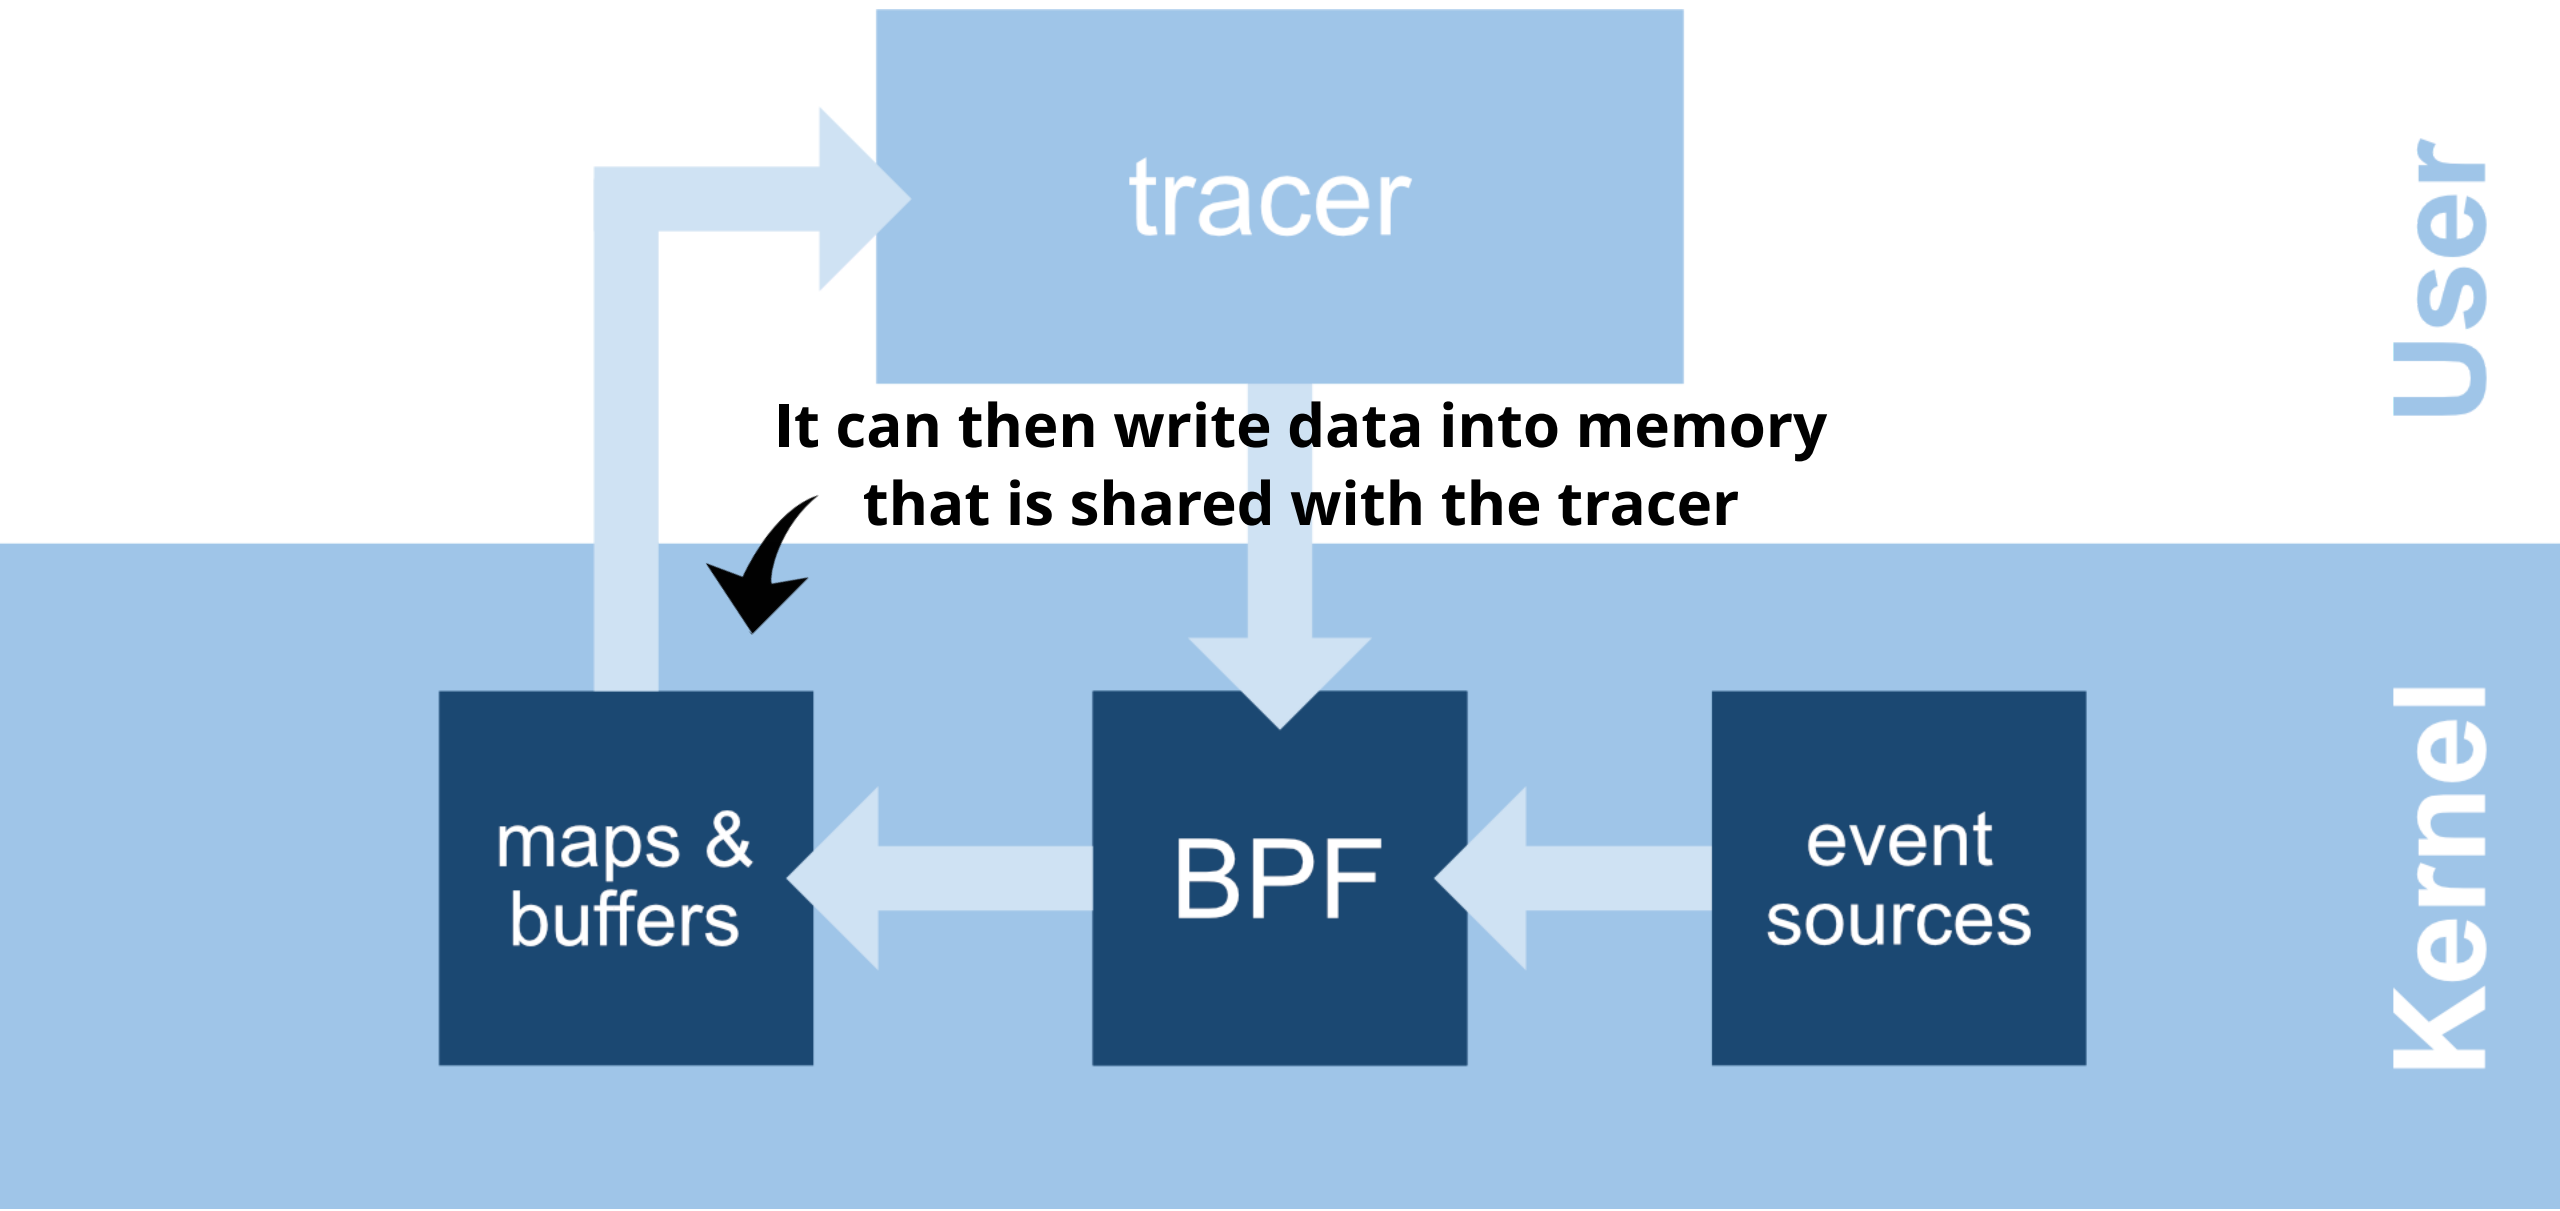 tracer
User
It can then write data into memory
that is shared with the tracer
maps &
buffers
BPF
event
sources
Kernel